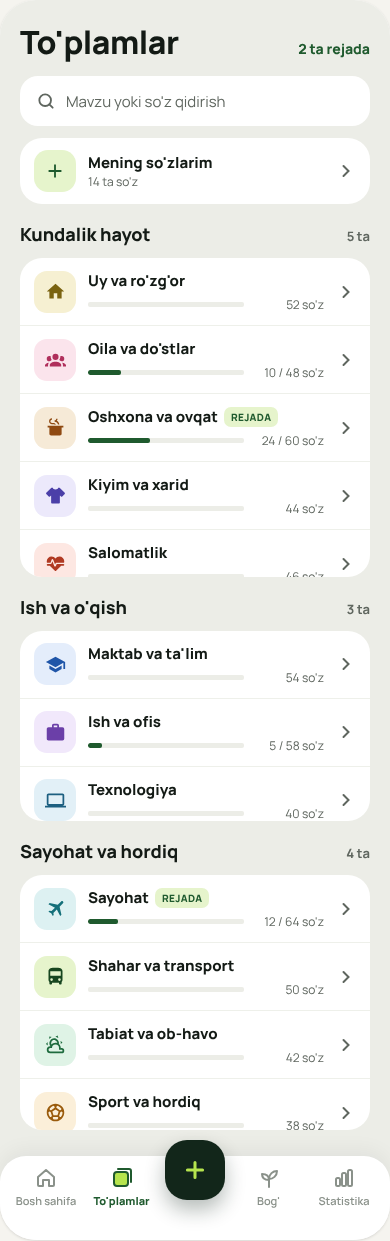 To'plamlar
2 ta rejada
Mavzu yoki so'z qidirish
Mening so'zlarim
14 ta so'z
Kundalik hayot
5 ta
Uy va ro'zg'or
52 so'z
Oila va do'stlar
10 / 48 so'z
Oshxona va ovqat REJADA
24 / 60 so'z
Kiyim va xarid
44 so'z
Salomatlik
46 so'z
Ish va o'qish
3 ta
Maktab va ta'lim
54 so'z
Ish va ofis
5 / 58 so'z
Texnologiya
40 so'z
Sayohat va hordiq
4 ta
Sayohat REJADA
12 / 64 so'z
Shahar va transport
50 so'z
Tabiat va ob-havo
42 so'z
Sport va hordiq
38 so'z
Bosh sahifa
To'plamlar
Bog'
Statistika